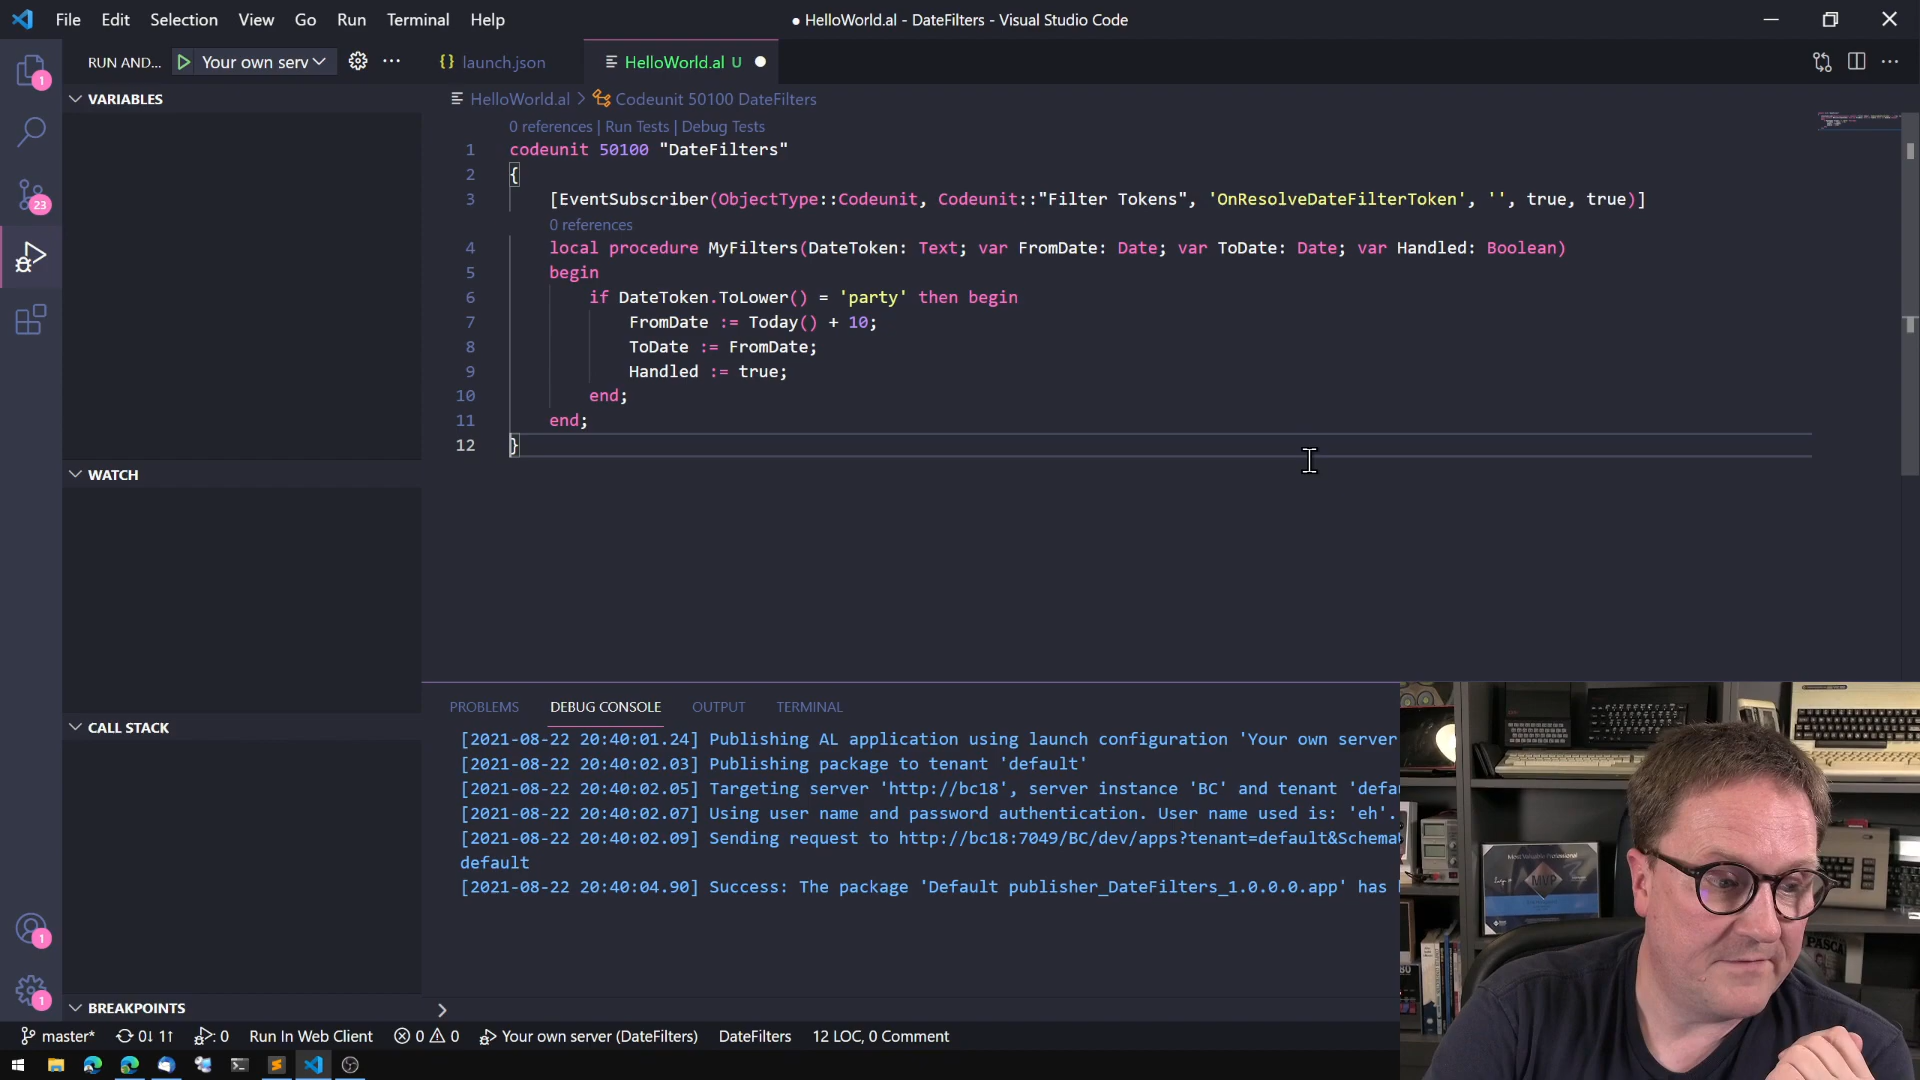 File Edit Selection View Go Run Terminal Help
● HelloWorld.al - DateFilters - Visual Studio Code
RUN AND... Your own serv
launch.json
HelloWorld.al U
HelloWorld.al > Codeunit 50100 DateFilters
VARIABLES
0 references | Run Tests | Debug Tests
1 codeunit 50100 "DateFilters"
2 {
3 [EventSubscriber(ObjectType::Codeunit, Codeunit::"Filter Tokens", 'OnResolveDateFilterToken', '', true, true)]
0 references
4 local procedure MyFilters(DateToken: Text; var FromDate: Date; var ToDate: Date; var Handled: Boolean)
5 begin
6 if DateToken.ToLower() = 'party' then begin
7 FromDate := Today() + 10;
8 ToDate := FromDate;
9 Handled := true;
10 end;
11 end;
12 }
WATCH
CALL STACK
BREAKPOINTS
1
23
1
1
PROBLEMS DEBUG CONSOLE OUTPUT TERMINAL
[2021-08-22 20:40:01.24] Publishing AL application using launch configuration 'Your own server
[2021-08-22 20:40:02.03] Publishing package to tenant 'default'
[2021-08-22 20:40:02.05] Targeting server 'http://bc18', server instance 'BC' and tenant 'defa
[2021-08-22 20:40:02.07] Using user name and password authentication. User name used is: 'eh'.
[2021-08-22 20:40:02.09] Sending request to http://bc18:7049/BC/dev/apps?tenant=default&Schema
default
[2021-08-22 20:40:04.90] Success: The package 'Default publisher_DateFilters_1.0.0.0.app' has
Most Valuable Professional
MVP
PASCAL
master* 0↓ 1↑ : 0 Run In Web Client 0 0 Your own server (DateFilters) DateFilters 12 LOC, 0 Comment